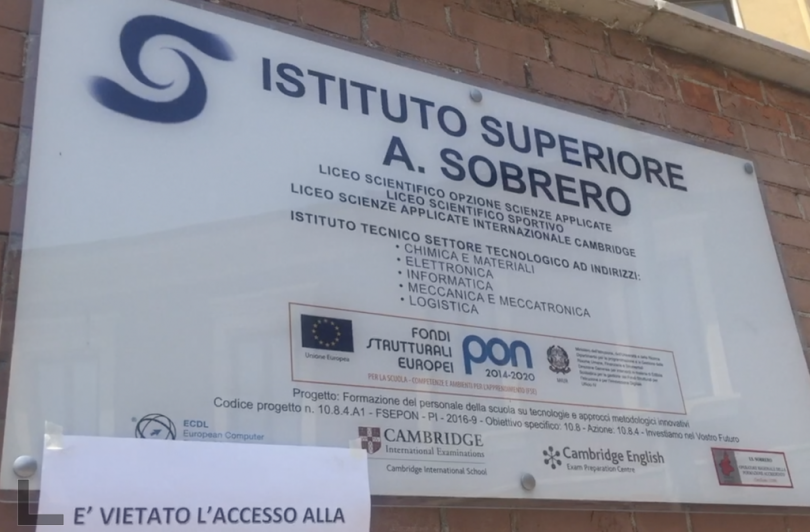 ISTITUTO SUPERIORE
A. SOBRERO
LICEO SCIENTIFICO OPZIONE SCIENZE APPLICATE
LICEO SCIENTIFICO SPORTIVO
LICEO SCIENZE APPLICATE INTERNAZIONALE CAMBRIDGE
ISTITUTO TECNICO SETTORE TECNOLOGICO AD INDIRIZZI:
• CHIMICA E MATERIALI
• ELETTRONICA
• INFORMATICA
• MECCANICA E MECCATRONICA
• LOGISTICA
Unione Europea
FONDI
STRUTTURALI
EUROPEI
pon
2014-2020
PER LA SCUOLA - COMPETENZE E AMBIENTI PER L'APPRENDIMENTO (FSE)
MIUR
Progetto: Formazione del personale della scuola su tecnologie e approcci metodologici innovativi
Codice progetto n. 10.8.4.A1 - FSEPON - PI - 2016-9 - Obiettivo specifico: 10.8 - Azione: 10.8.4 - Investiamo nel Vostro Futuro
ECDL
European Computer
CAMBRIDGE
International Examinations
Cambridge International School
Cambridge English
Exam Preparation Centre
E' VIETATO L'ACCESSO ALLA